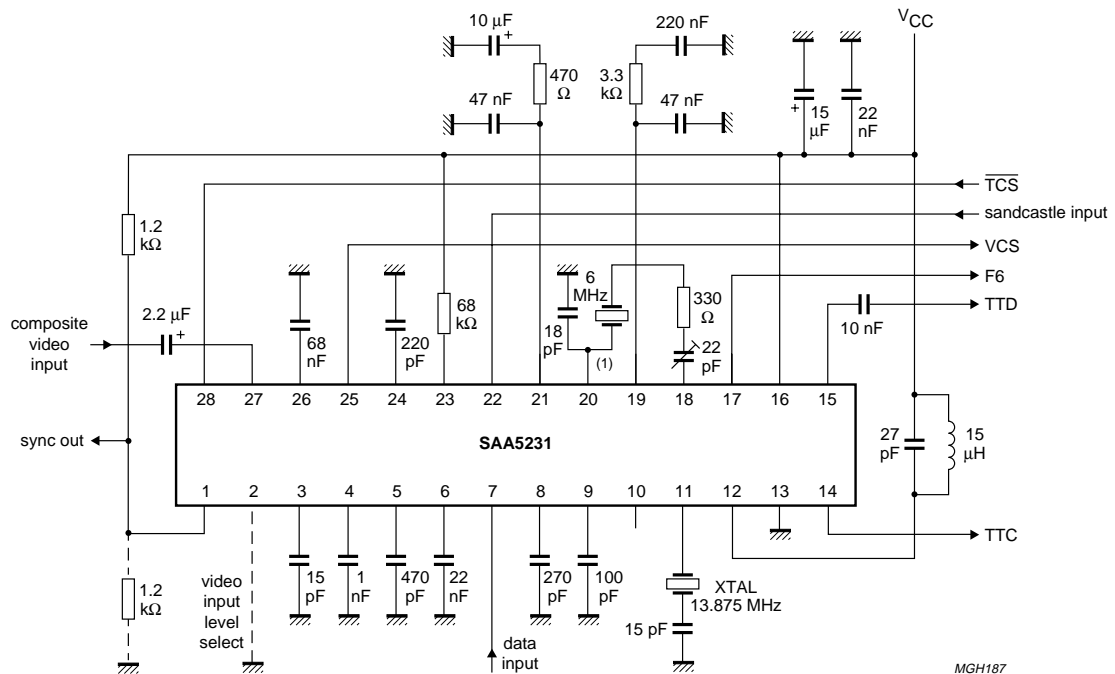 10 μF
+
220 nF
VCC
470
Ω
3.3
kΩ
47 nF
47 nF
+
15
μF
22
nF
TCS
sandcastle input
1.2
kΩ
VCS
6
MHz
F6
68
kΩ
330
Ω
TTD
10 nF
composite
video
input
2.2 μF
+
68
nF
220
pF
18
pF
(1)
22
pF
28 27 26 25 24 23 22 21 20 19 18 17 16 15
sync out
SAA5231
27
pF
15
μH
1 2 3 4 5 6 7 8 9 10 11 12 13 14
TTC
1.2
kΩ
video
input
level
select
15
pF
1
nF
470
pF
22
nF
270
pF
100
pF
XTAL
13.875 MHz
15 pF
data
input
MGH187